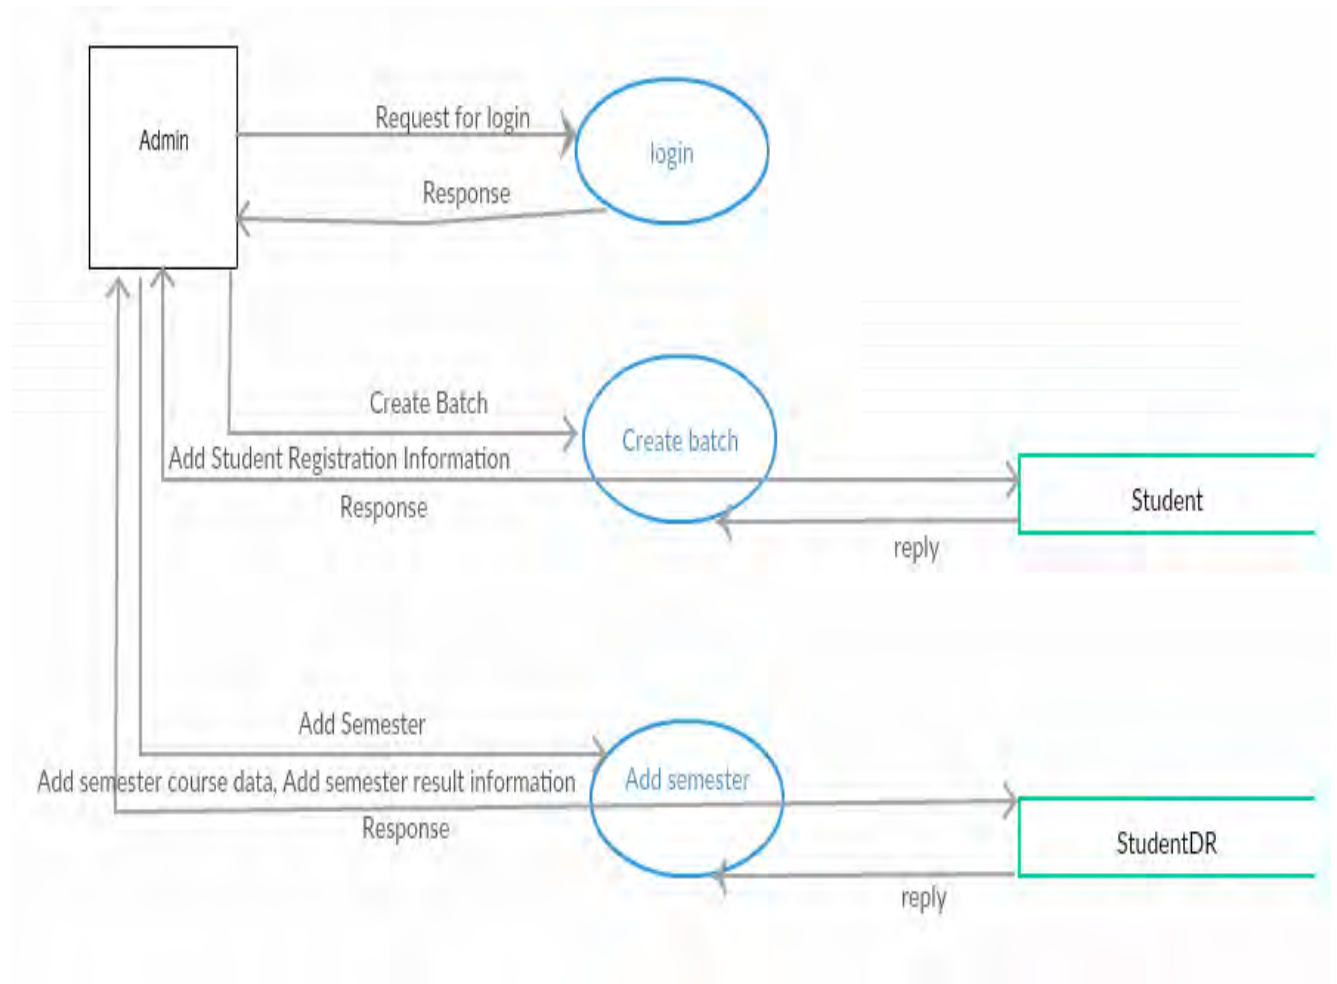 Request for login
Admin
login
Response
Create Batch
Create batch
Add Student Registration Information
Student
Response
reply
Add Semester
Add semester course data, Add semester result information
Add semester
Response
StudentDR
reply